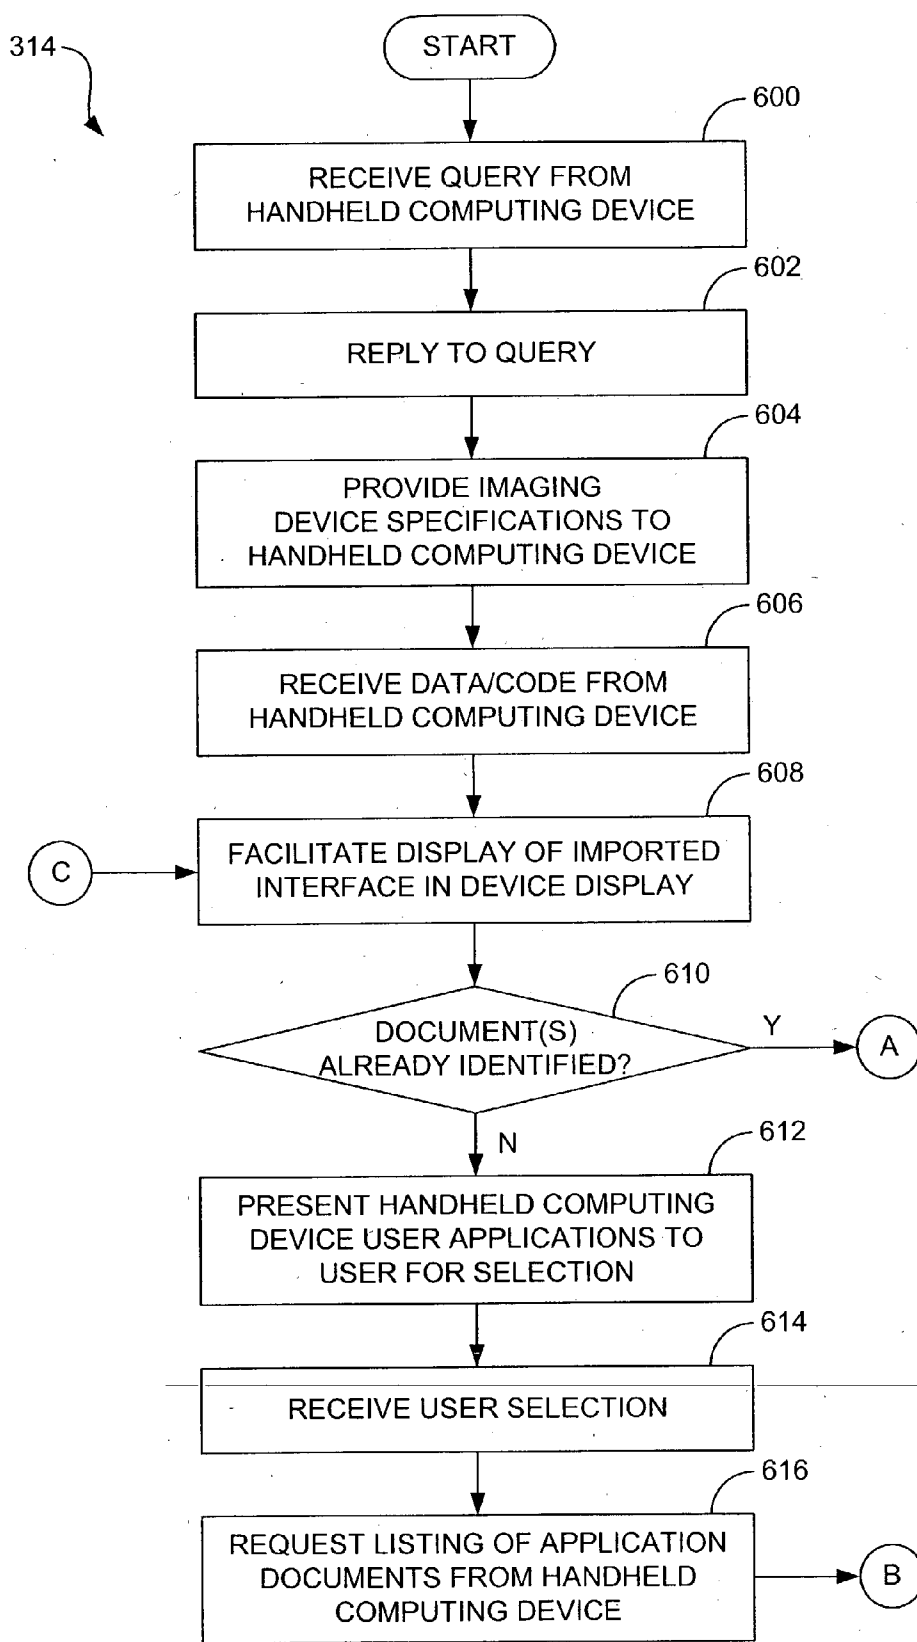 314
START
600
RECEIVE QUERY FROM
HANDHELD COMPUTING DEVICE
602
REPLY TO QUERY
604
PROVIDE IMAGING
DEVICE SPECIFICATIONS TO
HANDHELD COMPUTING DEVICE
606
RECEIVE DATA/CODE FROM
HANDHELD COMPUTING DEVICE
608
C
FACILITATE DISPLAY OF IMPORTED
INTERFACE IN DEVICE DISPLAY
610
DOCUMENT(S)
ALREADY IDENTIFIED?
Y
A
N
612
PRESENT HANDHELD COMPUTING
DEVICE USER APPLICATIONS TO
USER FOR SELECTION
614
RECEIVE USER SELECTION
616
REQUEST LISTING OF APPLICATION
DOCUMENTS FROM HANDHELD
COMPUTING DEVICE
B